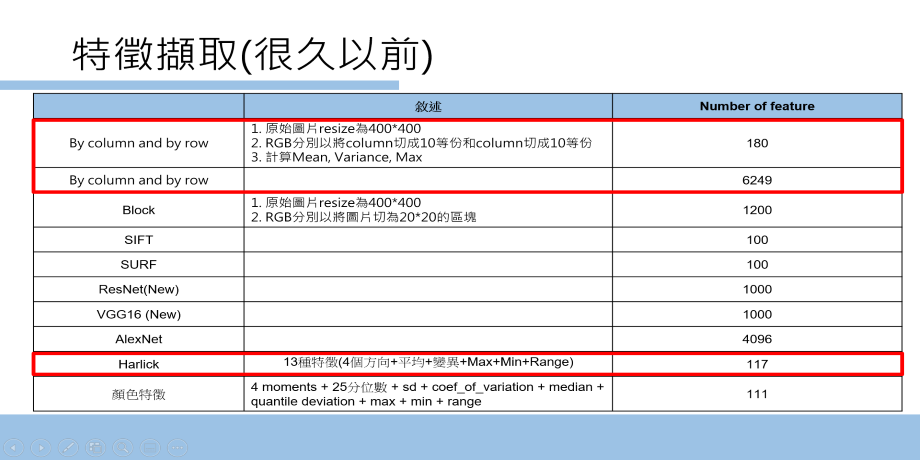 特徵擷取(很久以前)
敘述 Number of feature
By column and by row
1. 原始圖片resize為400*400
2. RGB分別以將column切成10等份和column切成10等份
3. 計算Mean, Variance, Max
180
By column and by row 6249
Block
1. 原始圖片resize為400*400
2. RGB分別以將圖片切為20*20的區塊
1200
SIFT 100
SURF 100
ResNet(New) 1000
VGG16 (New) 1000
AlexNet 4096
Harlick 13種特徵(4個方向+平均+變異+Max+Min+Range) 117
顏色特徵
4 moments + 25分位數 + sd + coef_of_variation + median +
quantile deviation + max + min + range
111